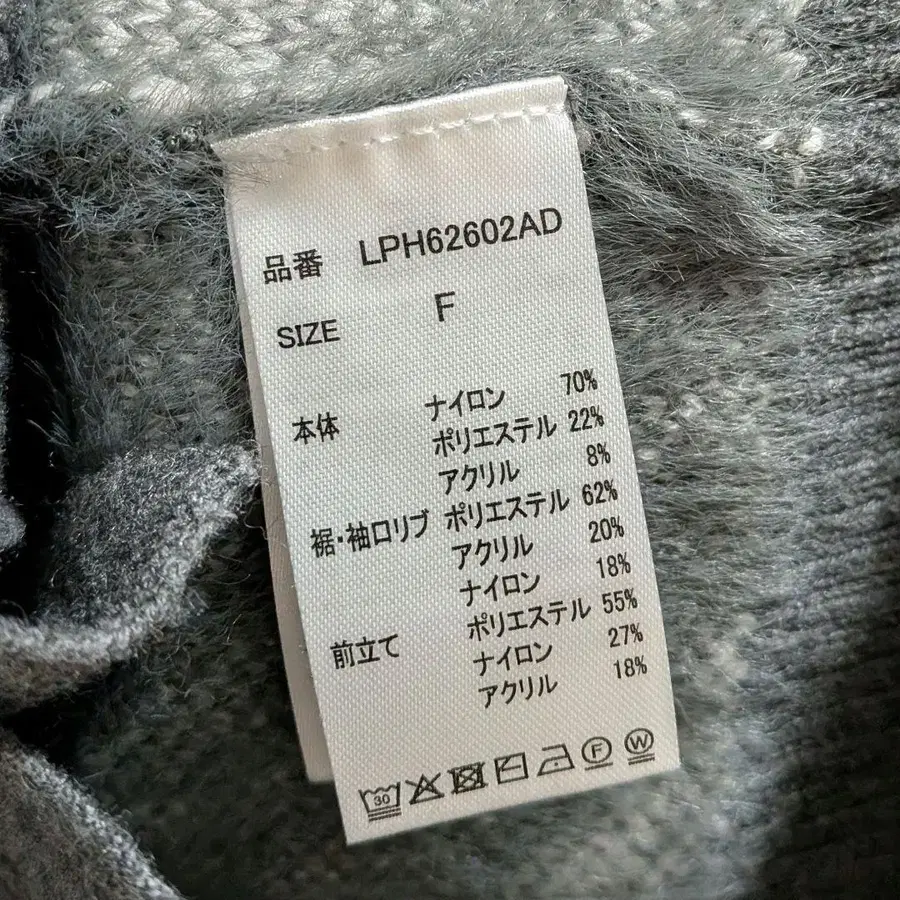 品番 LPH62602AD
SIZE F
本体 ナイロン 70%
ポリエステル 22%
アクリル 8%
裾・袖口リブ ポリエステル 62%
アクリル 20%
ナイロン 18%
前立て ポリエステル 55%
ナイロン 27%
アクリル 18%
30 F W